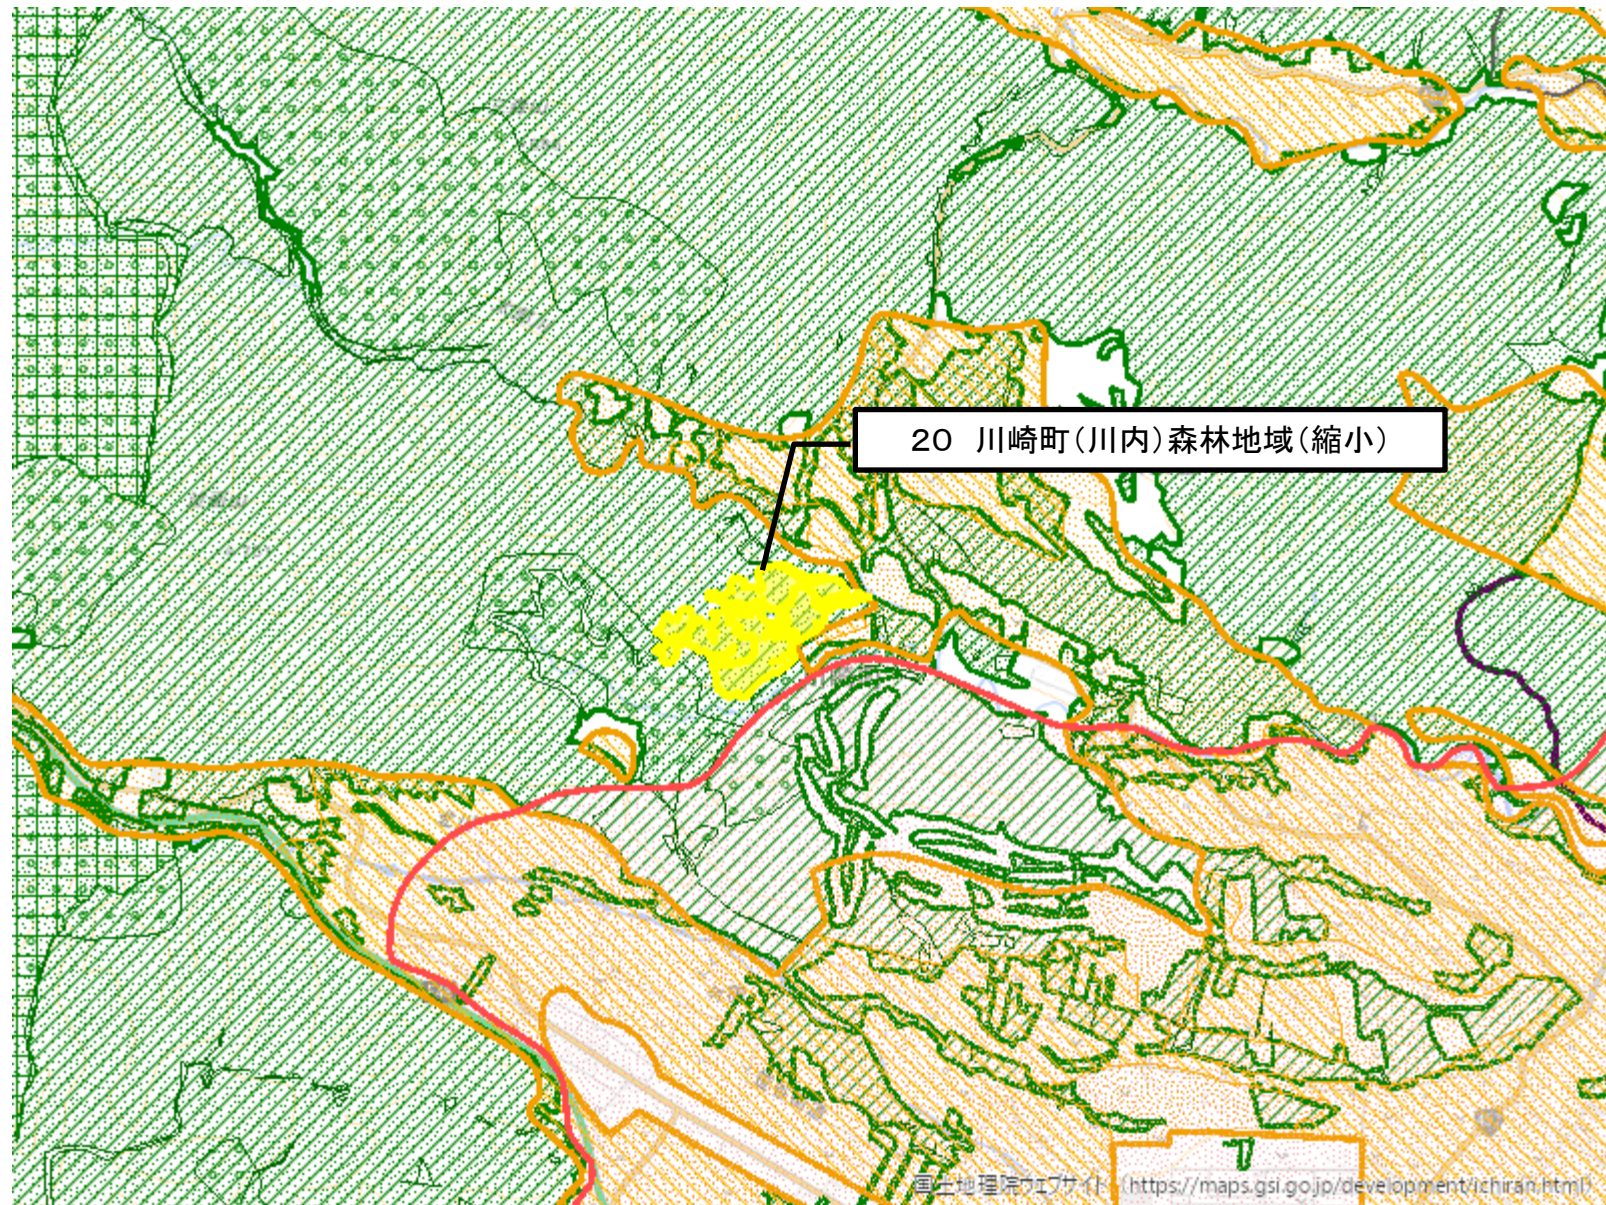 20 川崎町(川内)森林地域(縮小)
国土地理院ウェブサイト (https://maps.gsi.go.jp/development/ichiran.html)